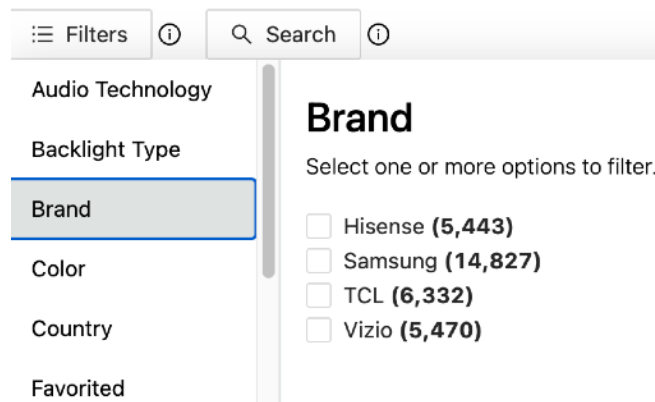 Filters
Search
Audio Technology
Backlight Type
Brand
Color
Country
Favorited
Brand
Select one or more options to filter.
Hisense (5,443)
Samsung (14,827)
TCL (6,332)
Vizio (5,470)